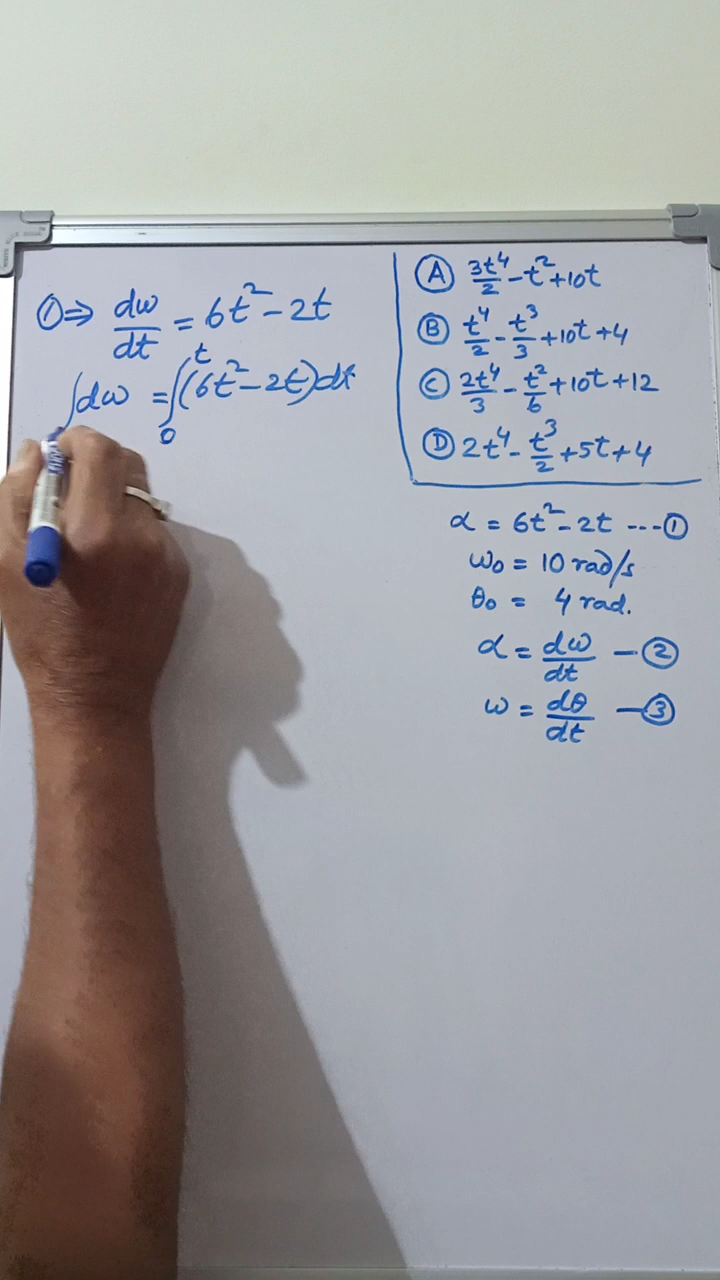 ①⇒ dω/dt = 6t² - 2t
∫dω = ∫₀ᵗ (6t² - 2t)dt
Ⓐ 3t⁴/2 - t² + 10t
Ⓑ t⁴/2 - t³/3 + 10t + 4
Ⓒ 2t⁴/3 - t²/6 + 10t + 12
Ⓓ 2t⁴ - t³/2 + 5t + 4
α = 6t² - 2t ---- ①
ω₀ = 10 rad/s
θ₀ = 4 rad.
α = dω/dt — ②
ω = dθ/dt — ③